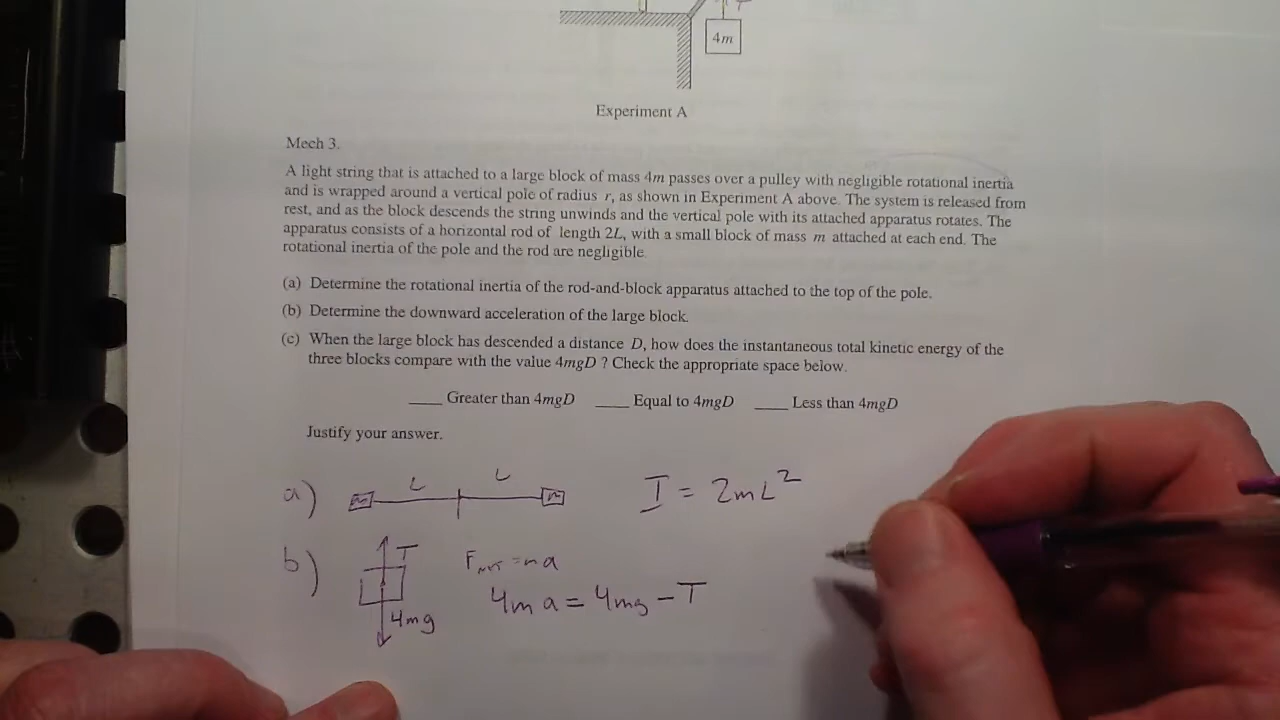 T
4m
Experiment A
Mech 3.
A light string that is attached to a large block of mass 4m passes over a pulley with negligible rotational inertia
and is wrapped around a vertical pole of radius r, as shown in Experiment A above. The system is released from
rest, and as the block descends the string unwinds and the vertical pole with its attached apparatus rotates. The
apparatus consists of a horizontal rod of length 2L, with a small block of mass m attached at each end. The
rotational inertia of the pole and the rod are negligible.
(a) Determine the rotational inertia of the rod-and-block apparatus attached to the top of the pole.
(b) Determine the downward acceleration of the large block.
(c) When the large block has descended a distance D, how does the instantaneous total kinetic energy of the
three blocks compare with the value 4mgD ? Check the appropriate space below.
____ Greater than 4mgD ____ Equal to 4mgD ____ Less than 4mgD
Justify your answer.
a) m L L m I = 2mL²
b) T FNET = ma
4ma = 4mg - T
4mg